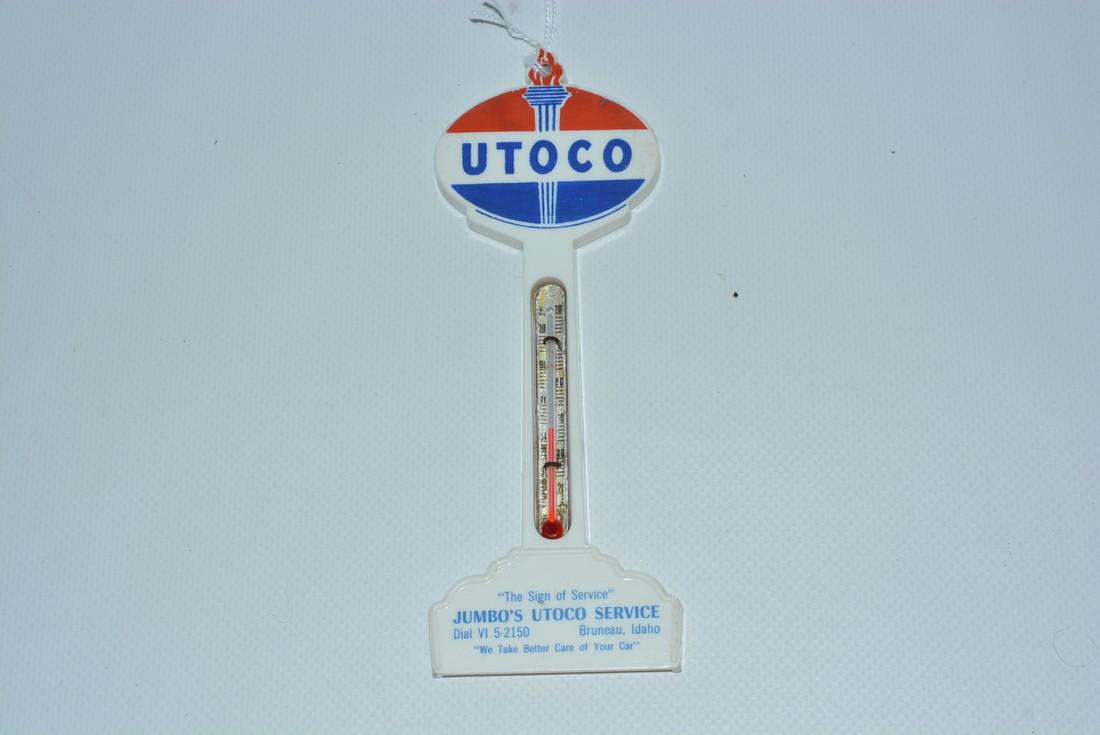 UTOCO
"The Sign of Service"
JUMBO'S UTOCO SERVICE
Dial VI 5-2150 Bruneau, Idaho
"We Take Better Care of Your Car"